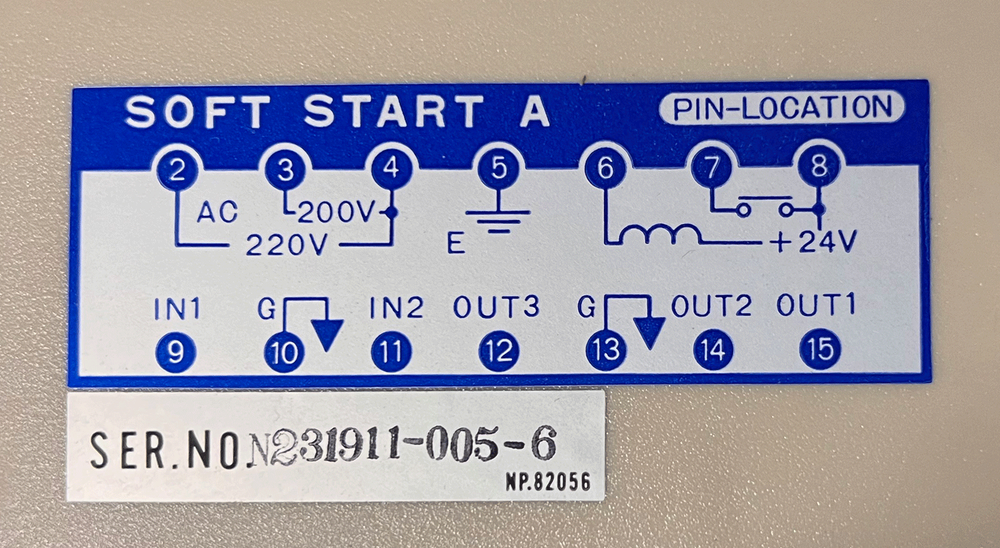 SOFT START A PIN-LOCATION
2 3 4 5 6 7 8
AC 200V
220V E +24V
IN1 G IN2 OUT3 G OUT2 OUT1
9 10 11 12 13 14 15
SER.NO.N231911-005-6
NP.82056